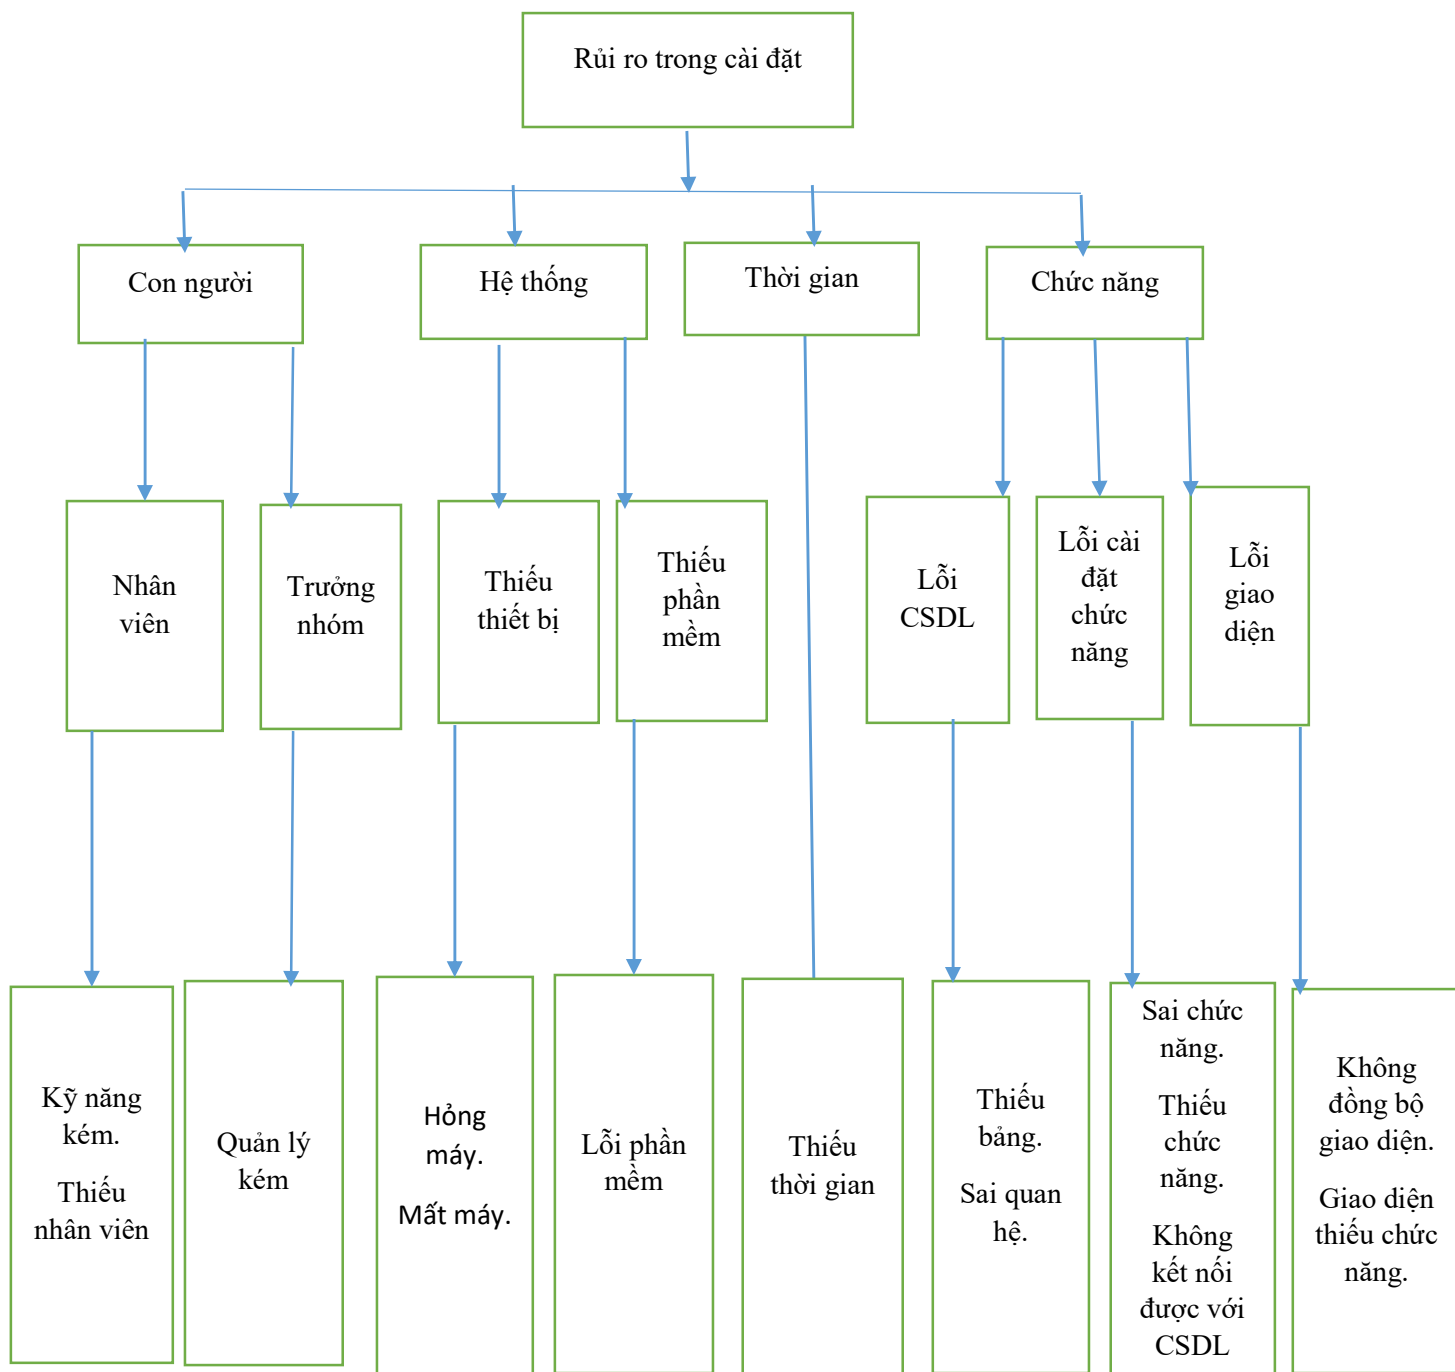 Rủi ro trong cài đặt
Con người
Hệ thống
Thời gian
Chức năng
Nhân
viên
Trưởng
nhóm
Thiếu
thiết bị
Thiếu
phần
mềm
Lỗi
CSDL
Lỗi cài
đặt
chức
năng
Lỗi
giao
diện
Kỹ năng
kém.
Thiếu
nhân viên
Quản lý
kém
Hỏng
máy.
Mất máy.
Lỗi phần
mềm
Thiếu
thời gian
Thiếu
bảng.
Sai quan
hệ.
Sai chức
năng.
Thiếu
chức
năng.
Không
kết nối
được với
CSDL
Không
đồng bộ
giao diện.
Giao diện
thiếu chức
năng.